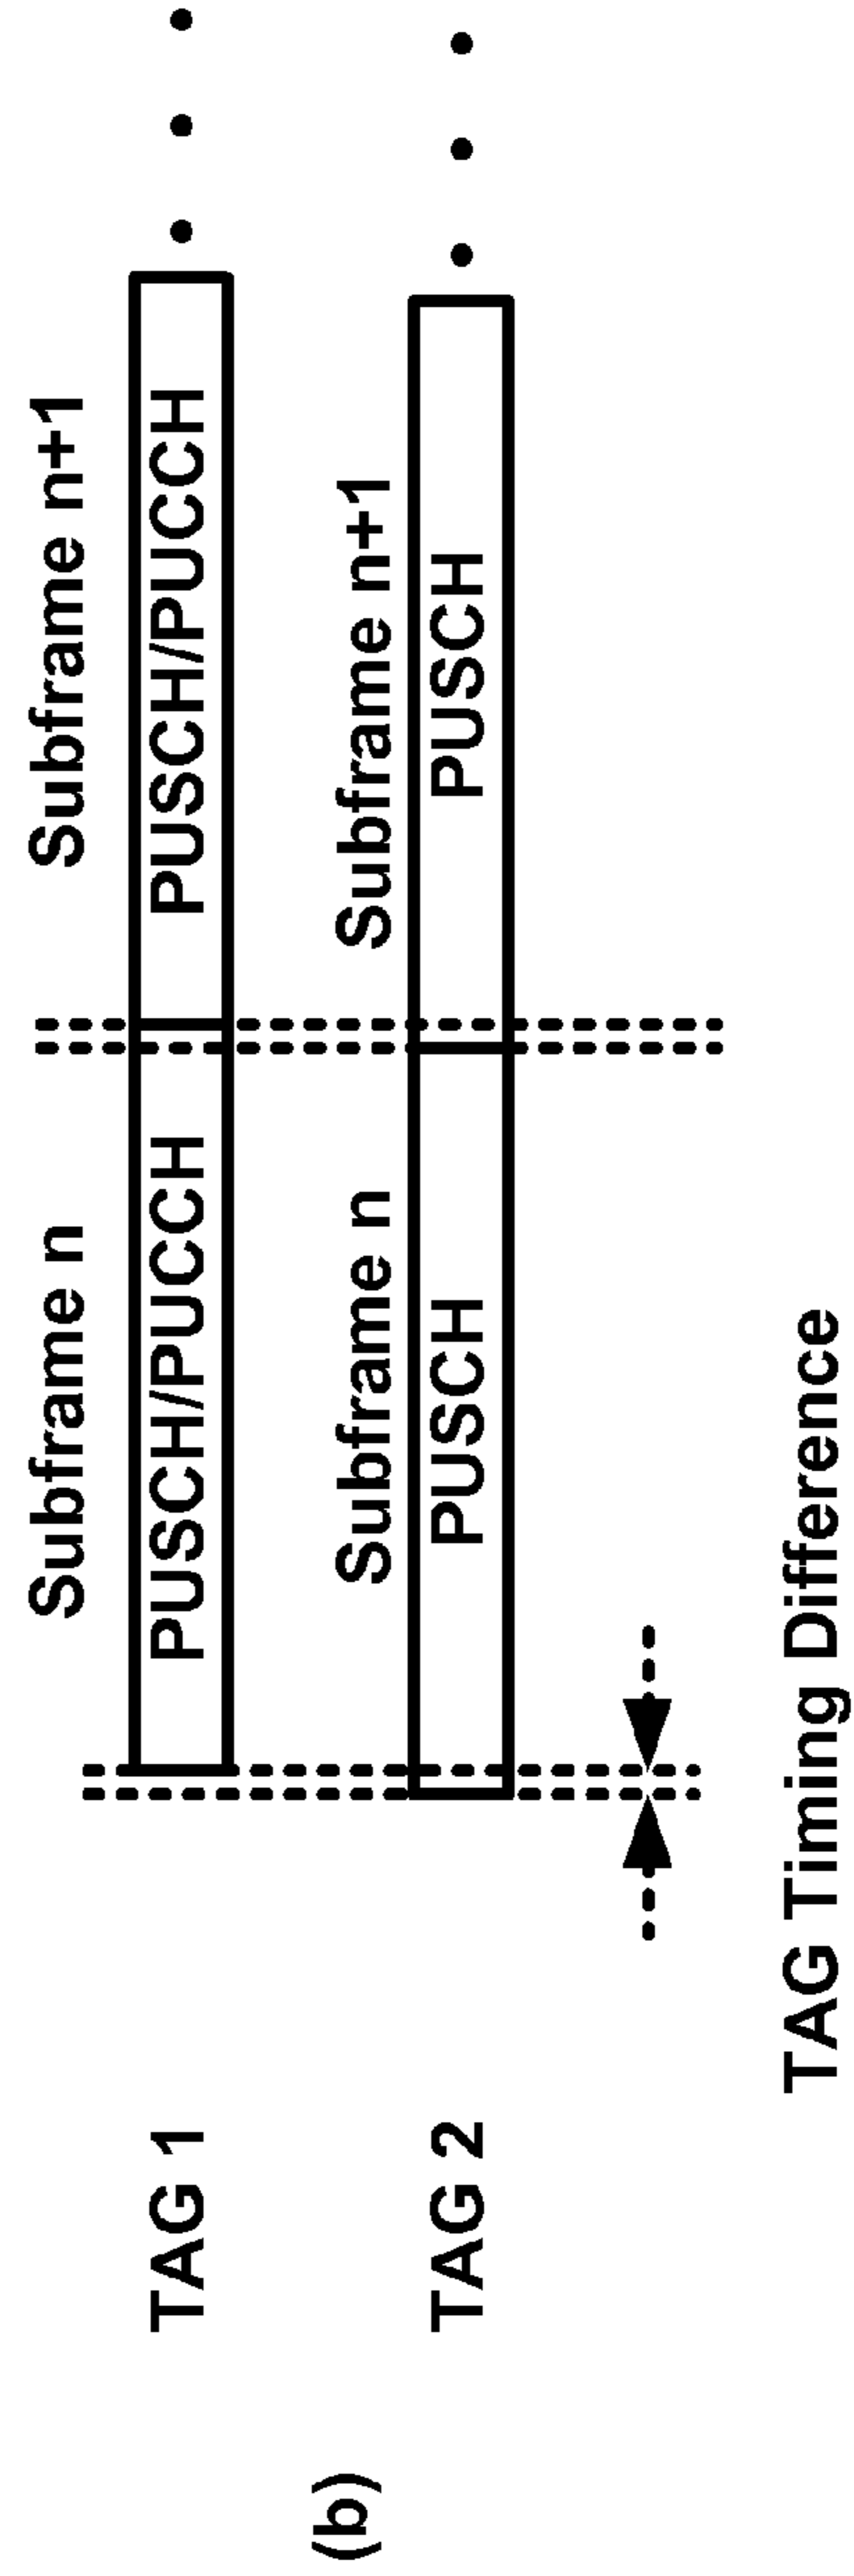 Subframe n
Subframe n+1
TAG 1
PUSCH/PUCCH
PUSCH/PUCCH
(b)
Subframe n
Subframe n+1
TAG 2
PUSCH
PUSCH
TAG Timing Difference